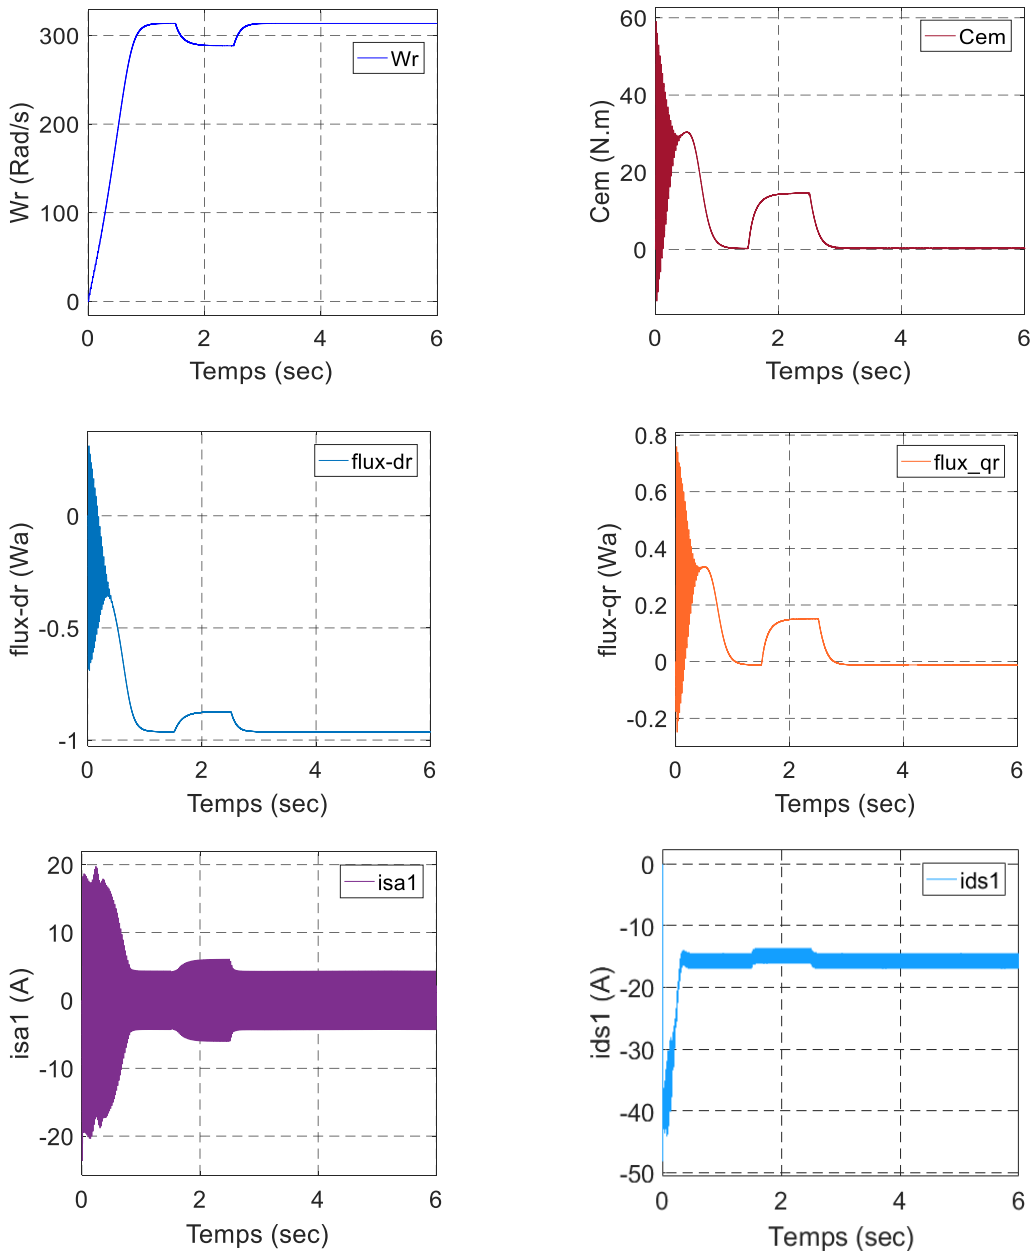 300
200
100
0
Wr (Rad/s)
Wr
0 2 4 6
Temps (sec)
60
40
20
0
Cem (N.m)
Cem
0 2 4 6
Temps (sec)
0
-0.5
-1
flux-dr (Wa)
flux-dr
0 2 4 6
Temps (sec)
0.8
0.6
0.4
0.2
0
-0.2
flux-qr (Wa)
flux_qr
0 2 4 6
Temps (sec)
20
10
0
-10
-20
isa1 (A)
isa1
0 2 4 6
Temps (sec)
0
-10
-20
-30
-40
-50
ids1 (A)
ids1
0 2 4 6
Temps (sec)